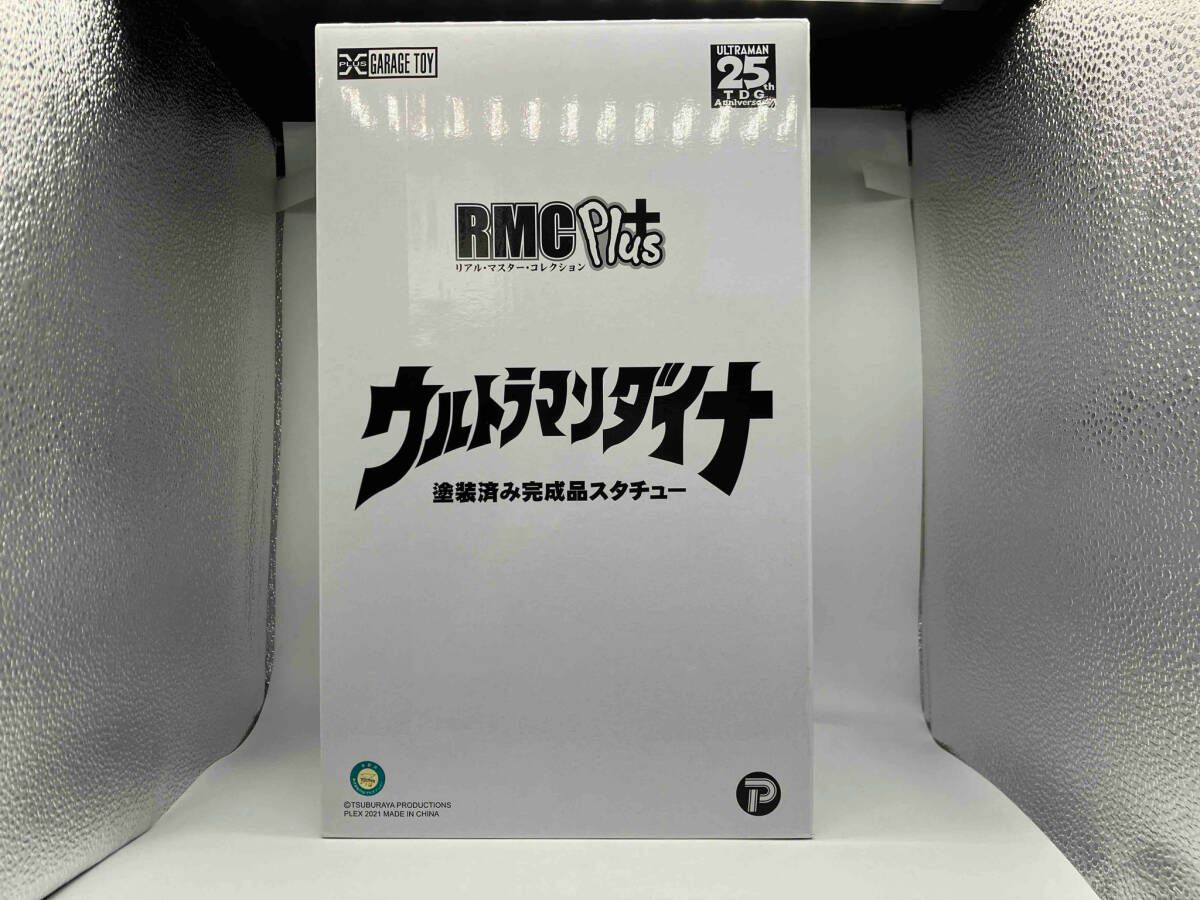 X PLUS GARAGE TOY
ULTRAMAN
25th
TDG
Anniversary
RMC Plus
リアル・マスター・コレクション
ウルトラマンダイナ
塗装済み完成品スタチュー
©TSUBURAYA PRODUCTIONS
PLEX 2021 MADE IN CHINA
P